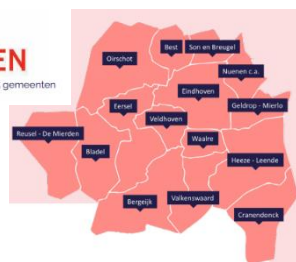 EN
gemeenten
Best
Son en Breugel
Oirschot
Nuenen c.a.
Eindhoven
Eersel
Geldrop - Mierlo
Veldhoven
Reusel - De Mierden
Waalre
Bladel
Heeze - Leende
Bergeijk
Valkenswaard
Cranendonck